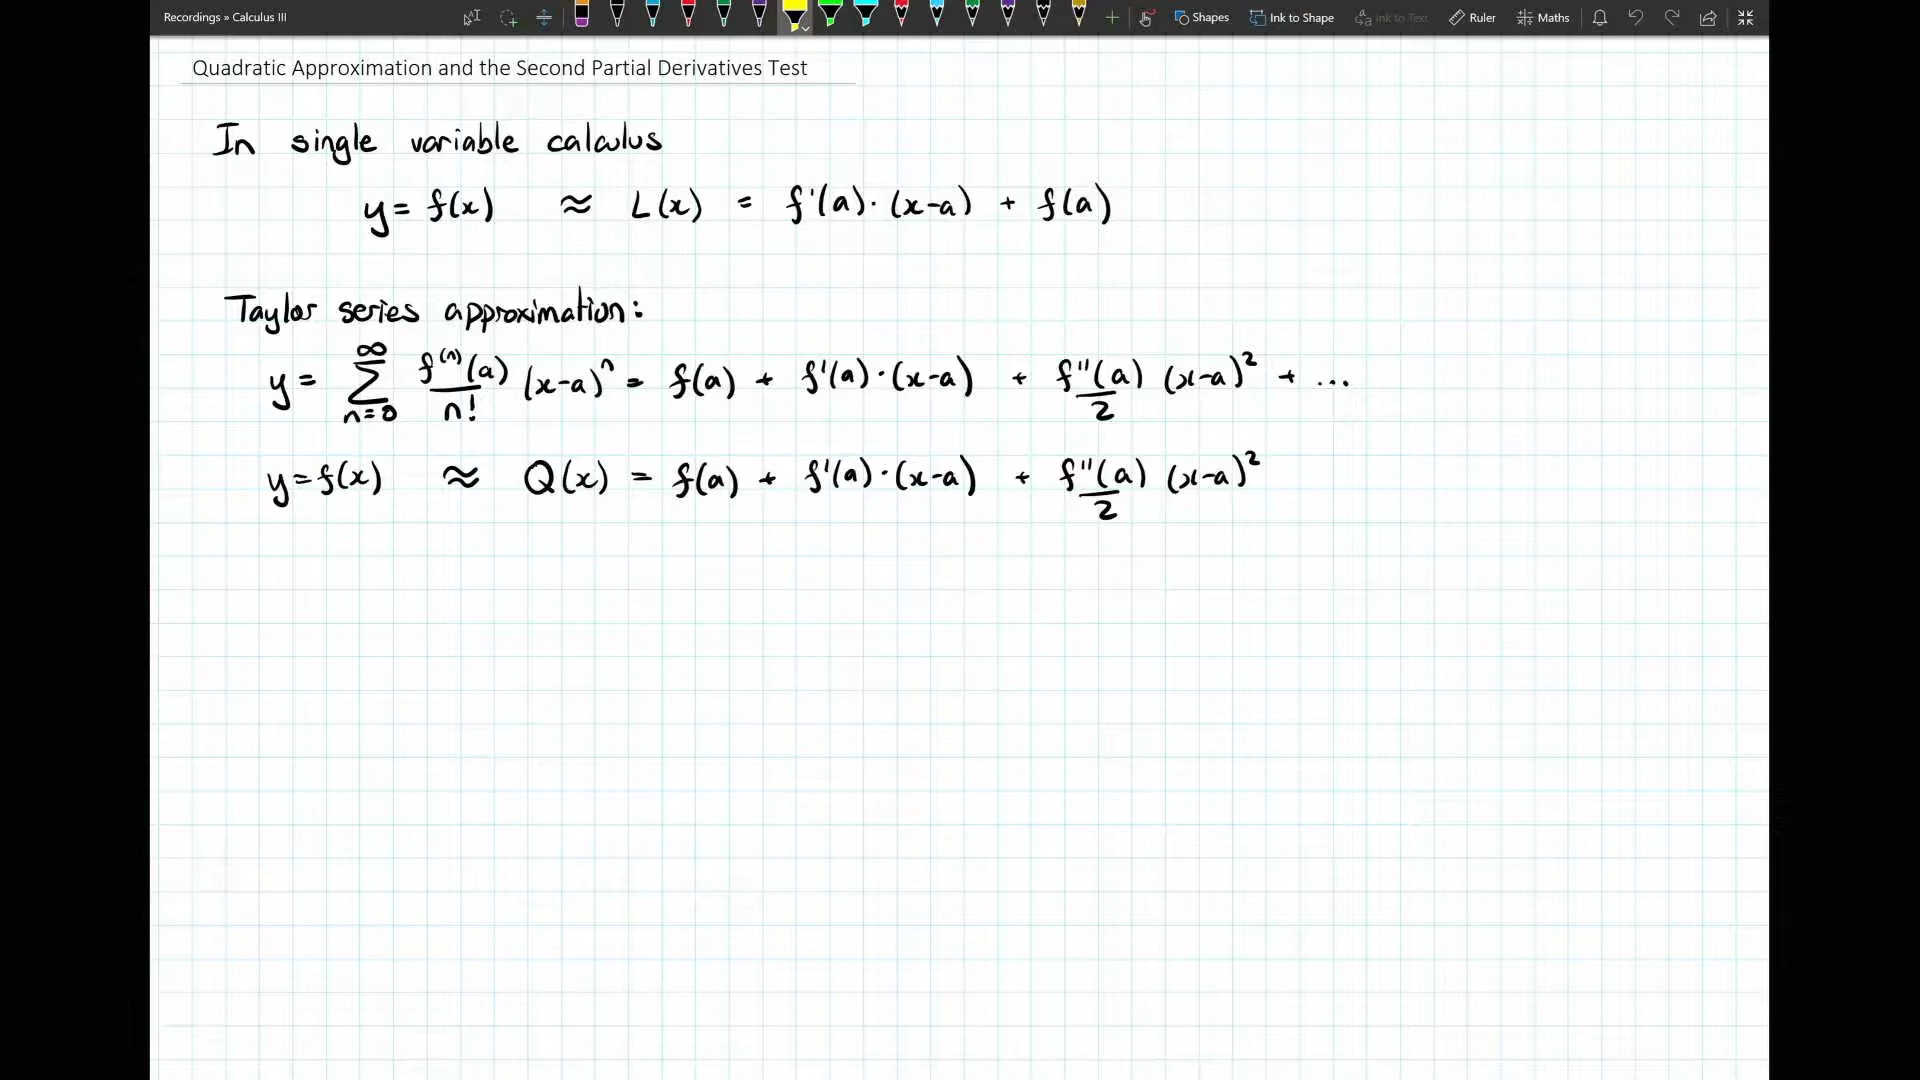 Recordings » Calculus III Shapes Ink to Shape Ink to Text Ruler Maths
Quadratic Approximation and the Second Partial Derivatives Test
In single variable calculus
y = f(x) ≈ L(x) = f'(a)·(x-a) + f(a)
Taylor series approximation:
y = ∑_{n=0}^{∞} f^{(n)}(a)/n! (x-a)^n = f(a) + f'(a)·(x-a) + f''(a)/2 (x-a)^2 + ...
y = f(x) ≈ Q(x) = f(a) + f'(a)·(x-a) + f''(a)/2 (x-a)^2